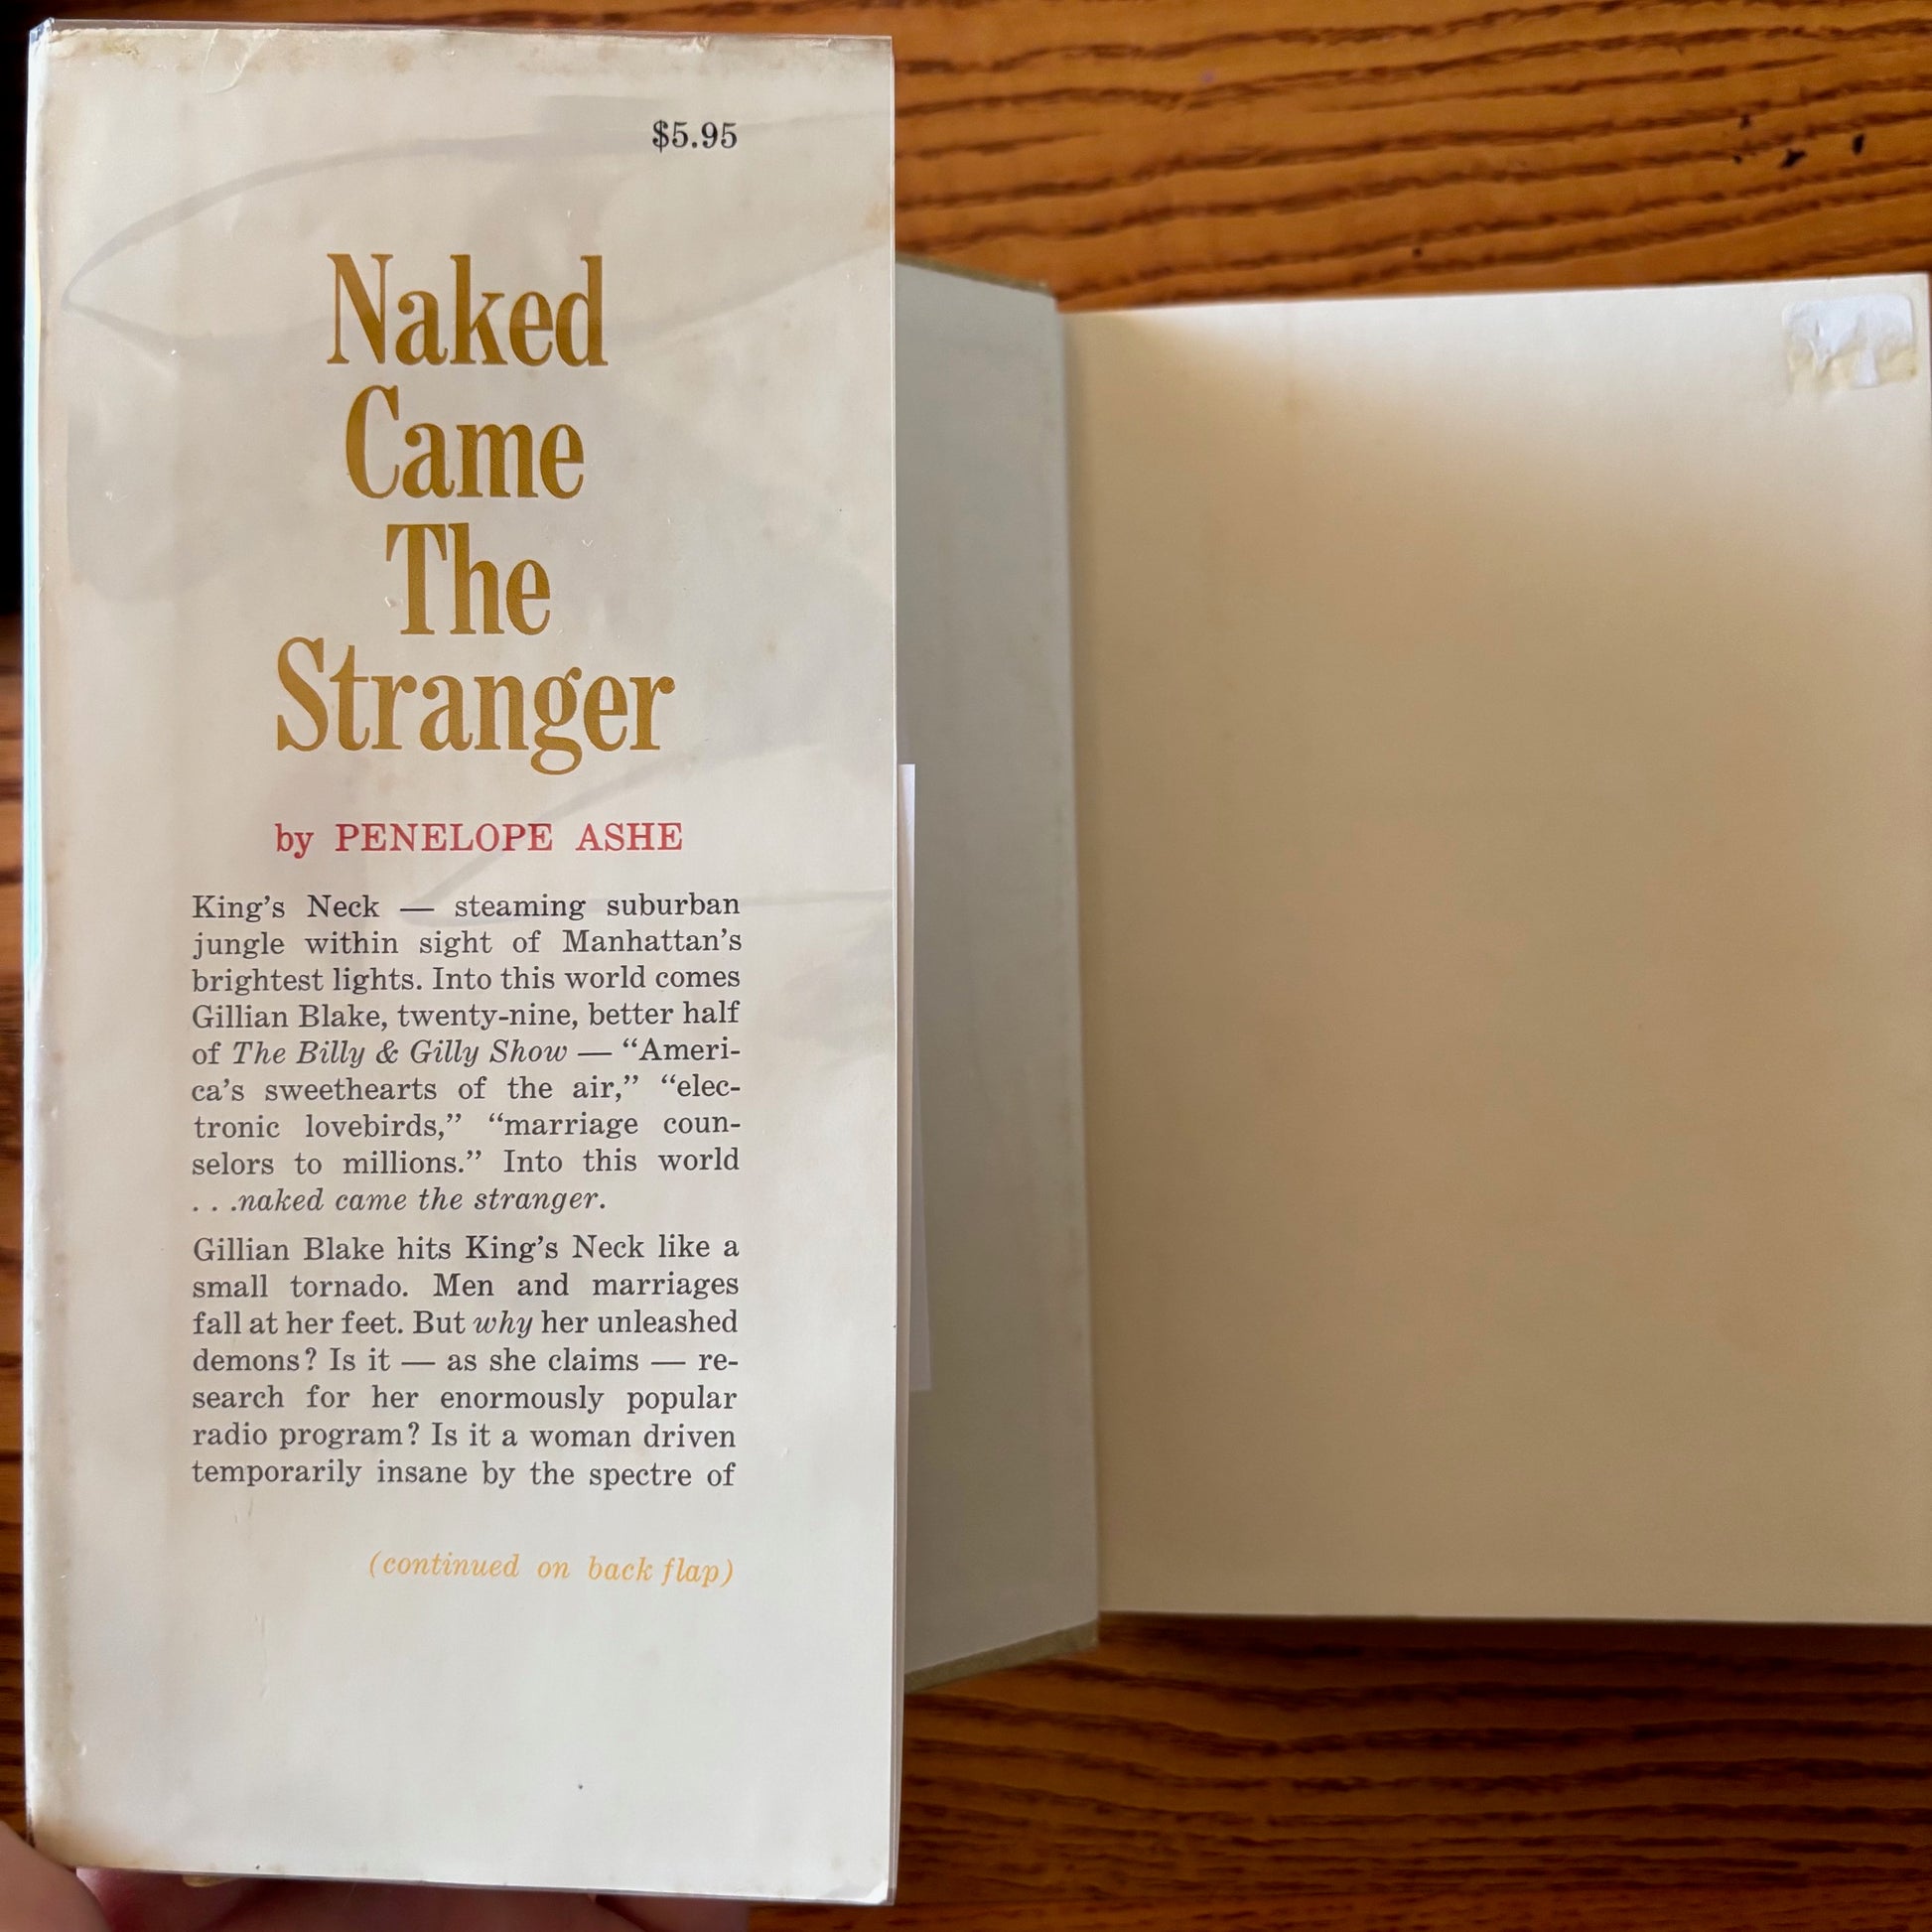 $5.95
Naked
Came
The
Stranger
by PENELOPE ASHE
King's Neck — steaming suburban
jungle within sight of Manhattan's
brightest lights. Into this world comes
Gillian Blake, twenty-nine, better half
of The Billy & Gilly Show — “Ameri-
ca's sweethearts of the air,” “elec-
tronic lovebirds,” “marriage coun-
selors to millions.” Into this world
. . .naked came the stranger.
Gillian Blake hits King's Neck like a
small tornado. Men and marriages
fall at her feet. But why her unleashed
demons? Is it — as she claims — re-
search for her enormously popular
radio program? Is it a woman driven
temporarily insane by the spectre of
(continued on back flap)